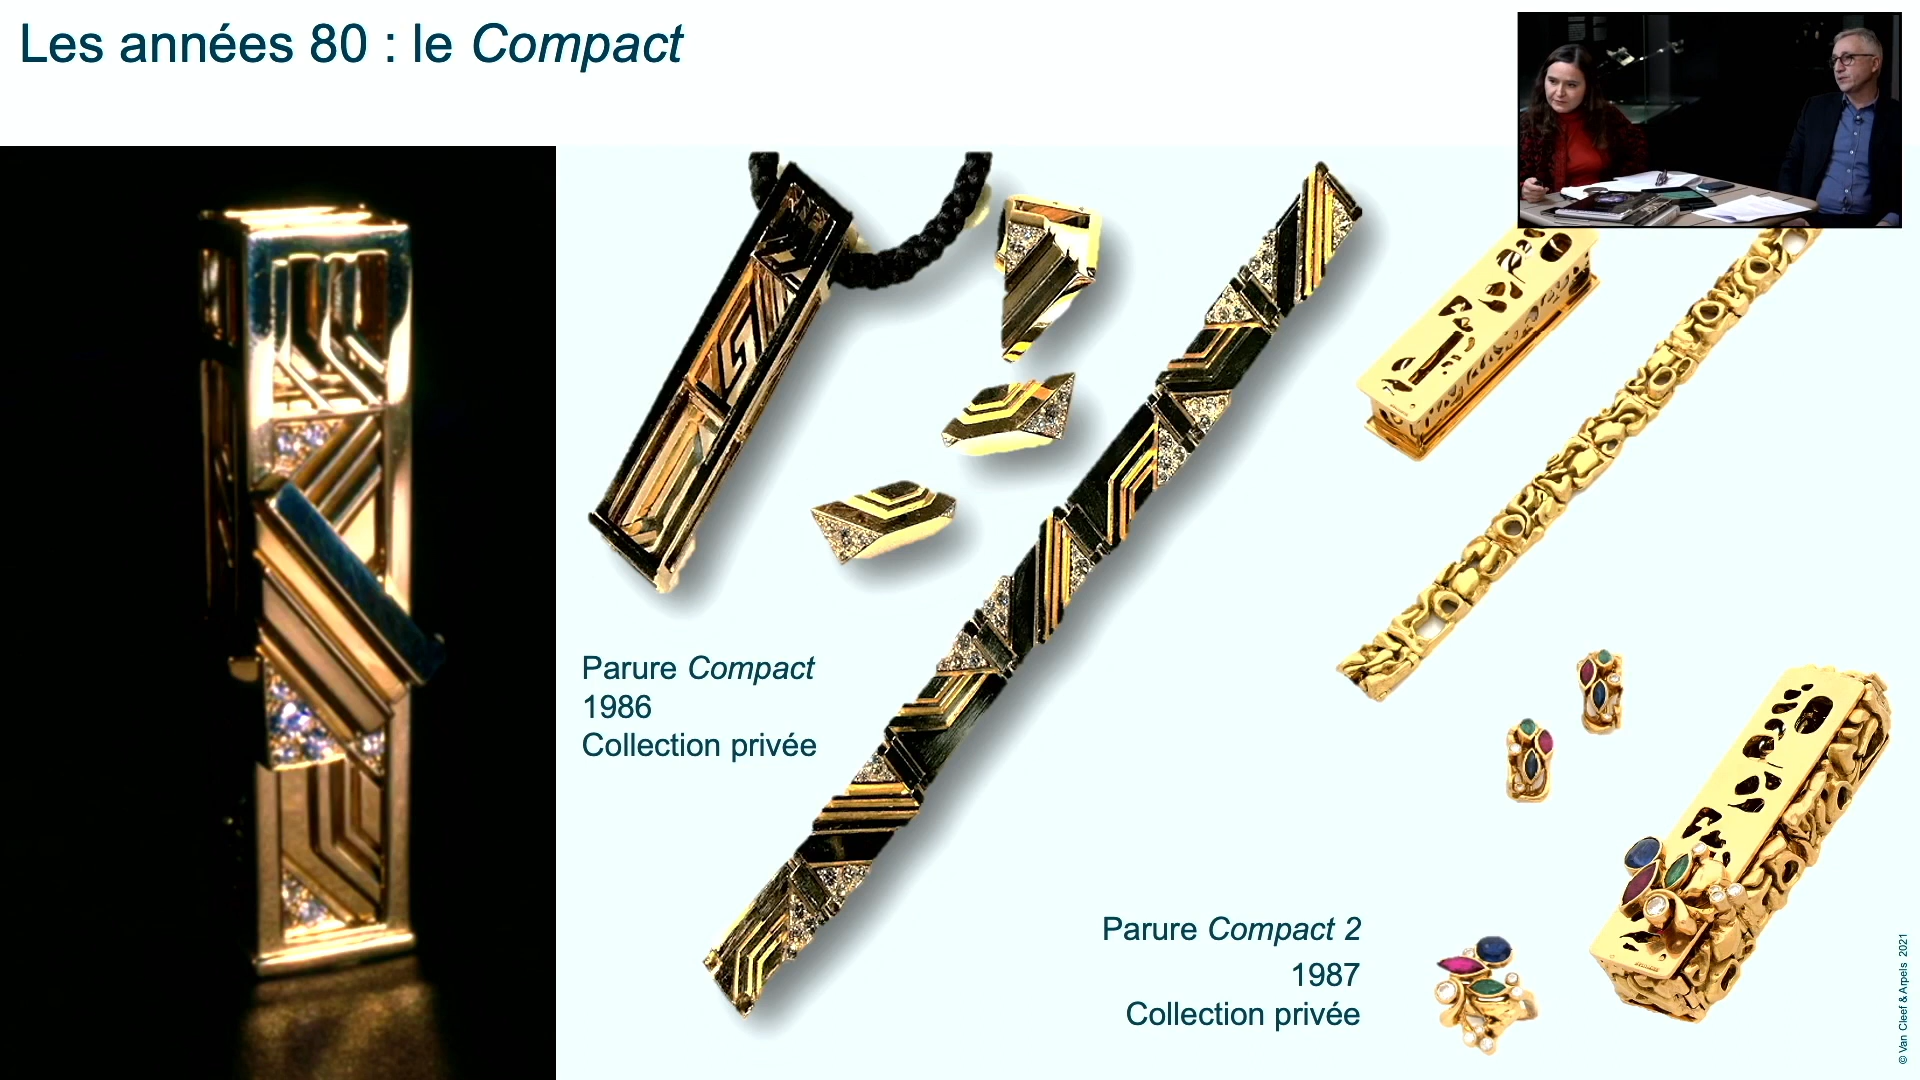 Les années 80 : le Compact
Parure Compact
1986
Collection privée
Parure Compact 2
1987
Collection privée
© Van Cleef & Arpels 2021